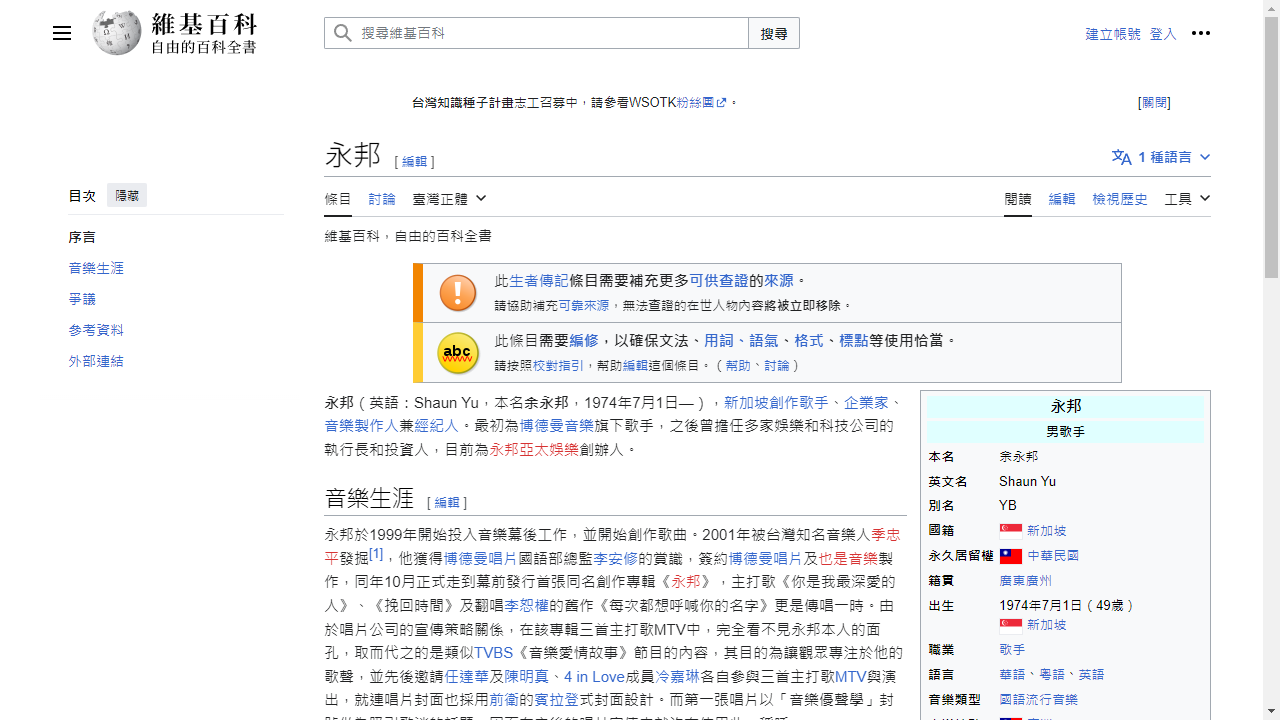 維基百科
自由的百科全書
搜尋維基百科
搜尋
建立帳號 登入
台灣知識種子計畫志工召募中，請參看WSOTK粉絲團。
[關閉]
永邦 [ 編輯 ]
1 種語言
目次 隱藏
序言
音樂生涯
爭議
參考資料
外部連結
條目 討論 臺灣正體
閱讀 編輯 檢視歷史 工具
維基百科，自由的百科全書
此生者傳記條目需要補充更多可供查證的來源。
請協助補充可靠來源，無法查證的在世人物內容將被立即移除。
abc
此條目需要編修，以確保文法、用詞、語氣、格式、標點等使用恰當。
請按照校對指引，幫助編輯這個條目。（幫助、討論）
永邦（英語：Shaun Yu，本名余永邦，1974年7月1日—），新加坡創作歌手、企業家、
音樂製作人兼經紀人。最初為博德曼音樂旗下歌手，之後曾擔任多家娛樂和科技公司的
執行長和投資人，目前為永邦亞太娛樂創辦人。
音樂生涯 [ 編輯 ]
永邦於1999年開始投入音樂幕後工作，並開始創作歌曲。2001年被台灣知名音樂人季忠
平發掘[1]，他獲得博德曼唱片國語部總監李安修的賞識，簽約博德曼唱片及也是音樂製
作，同年10月正式走到幕前發行首張同名創作專輯《永邦》，主打歌《你是我最深愛的
人》、《挽回時間》及翻唱李恕權的舊作《每次都想呼喊你的名字》更是傳唱一時。由
於唱片公司的宣傳策略關係，在該專輯三首主打歌MTV中，完全看不見永邦本人的面
孔，取而代之的是類似TVBS《音樂愛情故事》節目的內容，其目的為讓觀眾專注於他的
歌聲，並先後邀請任達華及陳明真、4 in Love成員冷嘉琳各自參與三首主打歌MTV與演
出，就連唱片封面也採用前衛的賓拉登式封面設計。而第一張唱片以「音樂優聲學」封
永邦
男歌手
本名 余永邦
英文名 Shaun Yu
別名 YB
國籍 新加坡
永久居留權 中華民國
籍貫 廣東廣州
出生 1974年7月1日（49歲）
新加坡
職業 歌手
語言 華語、粵語、英語
音樂類型 國語流行音樂